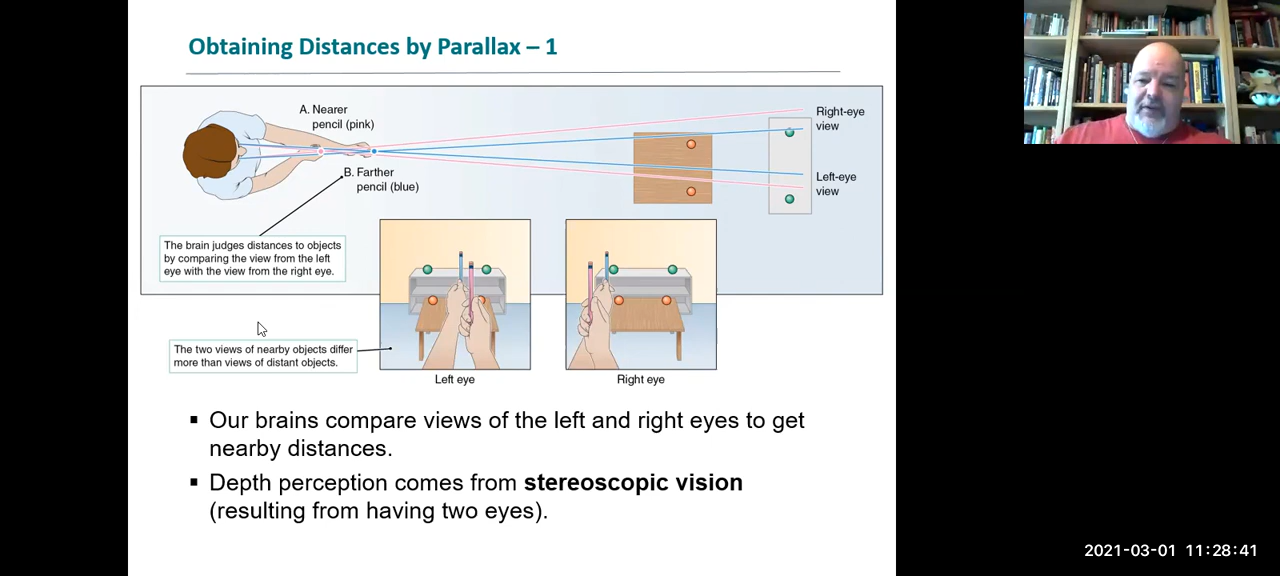 Obtaining Distances by Parallax – 1
A. Nearer
pencil (pink)
Right-eye
view
B. Farther
pencil (blue)
Left-eye
view
The brain judges distances to objects
by comparing the view from the left
eye with the view from the right eye.
The two views of nearby objects differ
more than views of distant objects.
Left eye
Right eye
▪ Our brains compare views of the left and right eyes to get
nearby distances.
▪ Depth perception comes from stereoscopic vision
(resulting from having two eyes).
2021-03-01 11:28:41